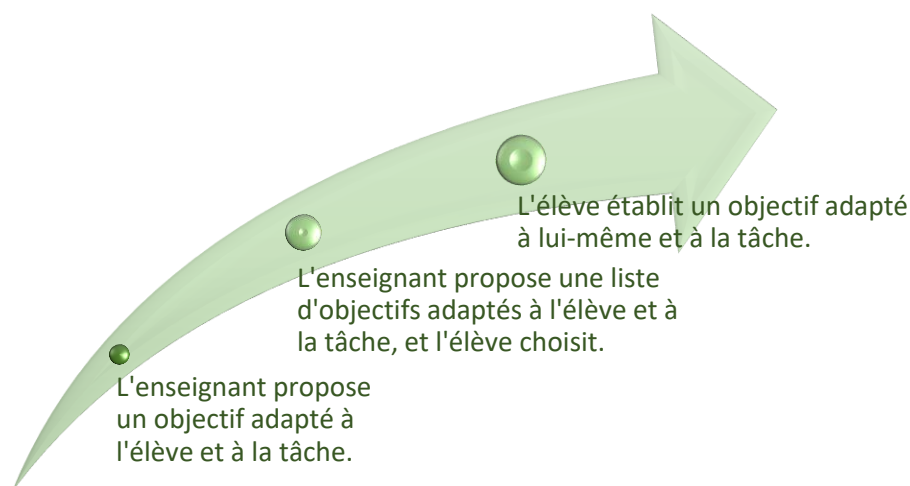 L'élève établit un objectif adapté
à lui-même et à la tâche.
L'enseignant propose une liste
d'objectifs adaptés à l'élève et à
la tâche, et l'élève choisit.
L'enseignant propose
un objectif adapté à
l'élève et à la tâche.